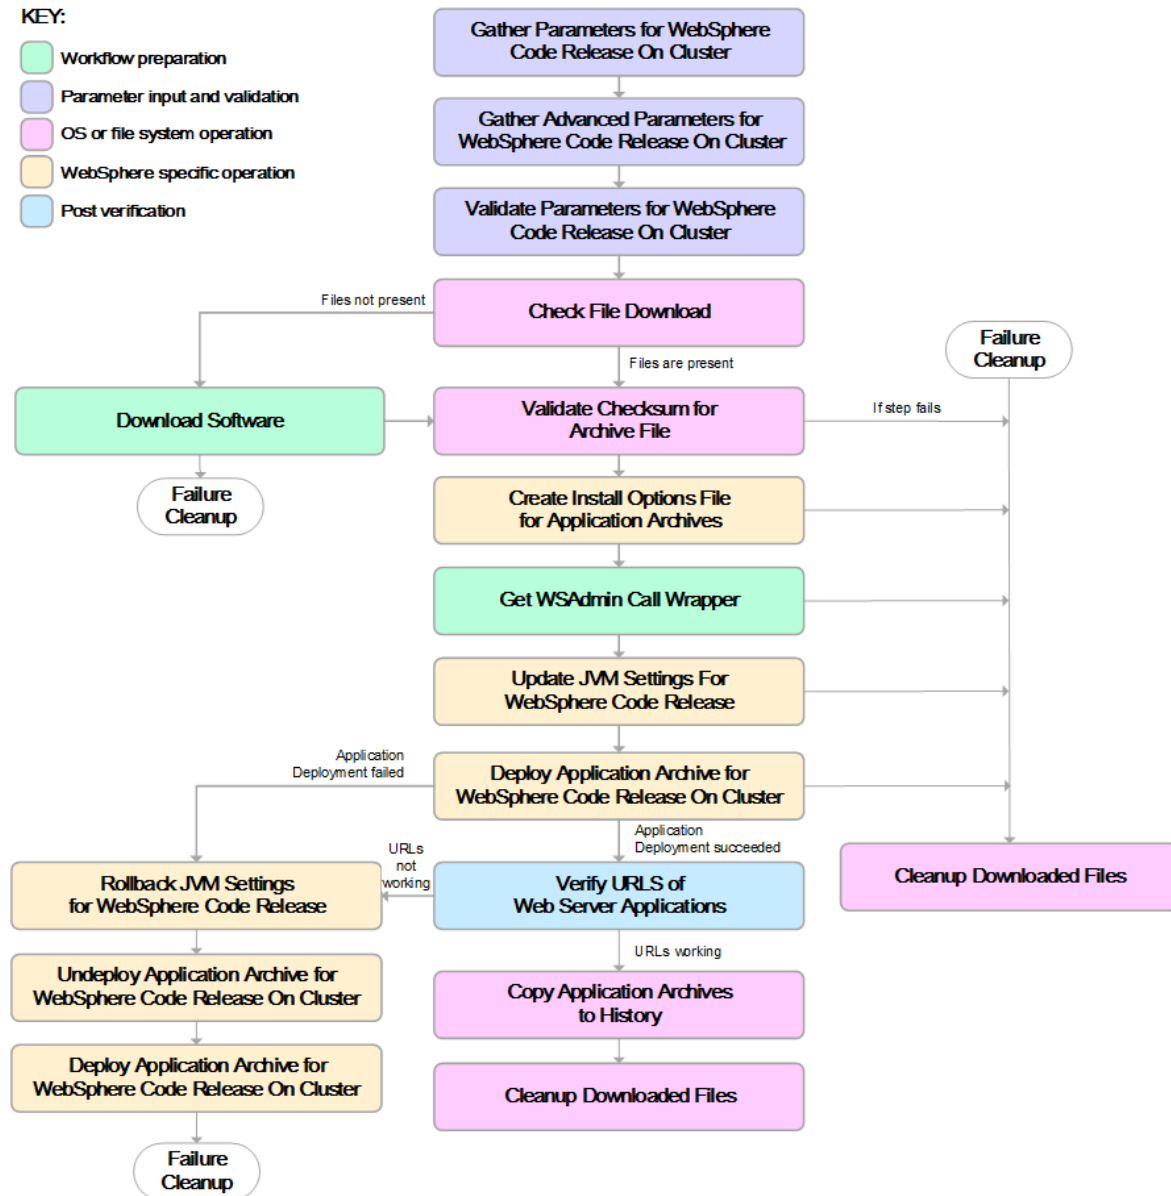 KEY:
Workflow preparation
Parameter input and validation
OS or file system operation
WebSphere specific operation
Post verification
Gather Parameters for WebSphere
Code Release On Cluster
Gather Advanced Parameters for
WebSphere Code Release On Cluster
Validate Parameters for WebSphere
Code Release On Cluster
Files not present
Check File Download
Files are present
Failure
Cleanup
Download Software
Validate Checksum for
Archive File
If step fails
Failure
Cleanup
Create Install Options File
for Application Archives
Get WSAdmin Call Wrapper
Update JVM Settings For
WebSphere Code Release
Application
Deployment failed
Deploy Application Archive for
WebSphere Code Release On Cluster
Application
Deployment succeeded
URLs
not
working
Rollback JVM Settings
for WebSphere Code Release
Verify URLS of
Web Server Applications
Cleanup Downloaded Files
URLs working
Undeploy Application Archive for
WebSphere Code Release On Cluster
Copy Application Archives
to History
Deploy Application Archive for
WebSphere Code Release On Cluster
Cleanup Downloaded Files
Failure
Cleanup